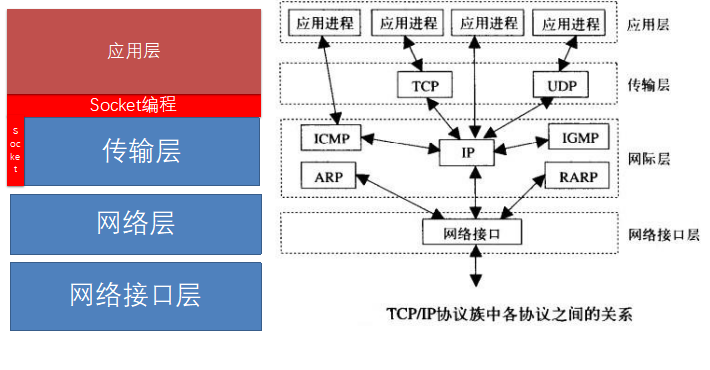 应用层
Socket编程
Socket
传输层
网络层
网络接口层
应用进程 应用进程 应用进程 应用进程 应用层
TCP UDP 传输层
ICMP IP IGMP
ARP RARP 网际层
网络接口 网络接口层
TCP/IP协议族中各协议之间的关系